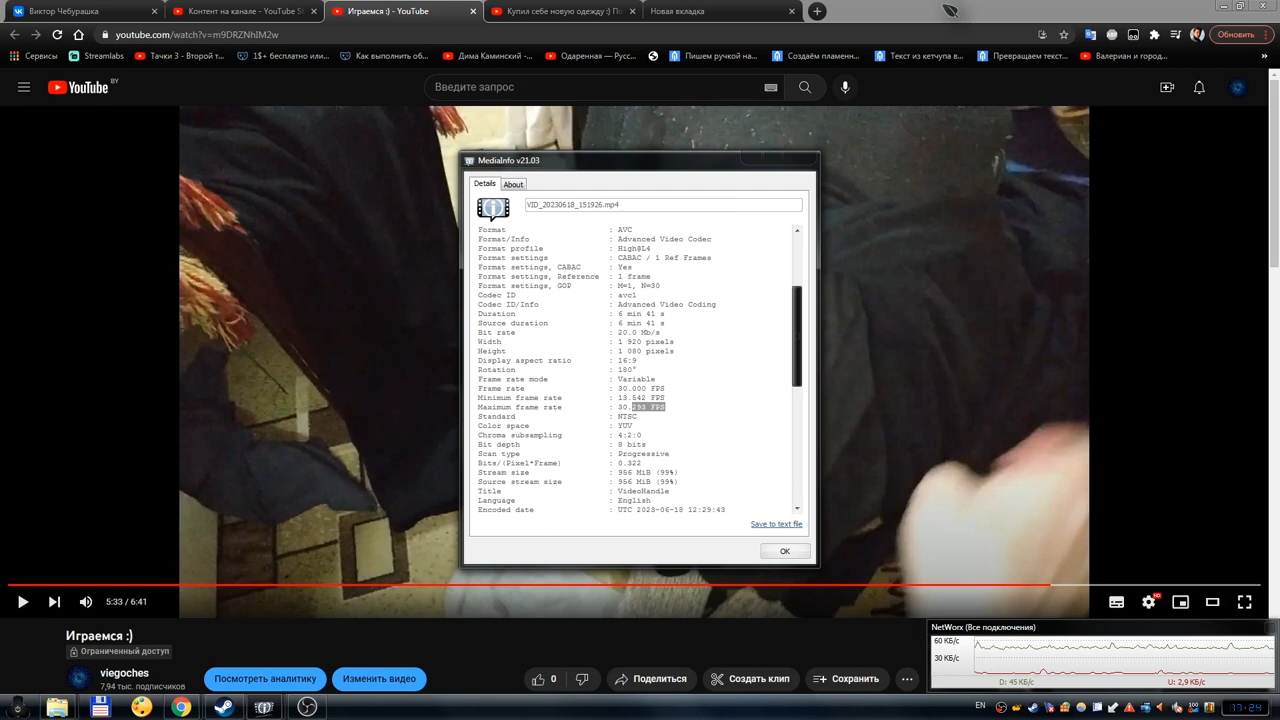 Виктор Чебурашка
Контент на канале - YouTube St
Играемся :) - YouTube
Купил себе новую одежду :) По
Новая вкладка
youtube.com/watch?v=m9DRZNhIM2w
Обновить
Сервисы
Streamlabs
Тачки 3 - Второй т...
1$+ бесплатно или...
Как выполнить об...
Дима Каминский -...
Одаренная — Русс...
Пишем ручкой на...
Создаём пламенн...
Текст из кетчупа в...
Превращаем текст...
Валериан и город...
YouTube BY
Введите запрос
MediaInfo v21.03
Details
About
VID_20230618_151926.mp4
Format : AVC
Format/Info : Advanced Video Codec
Format profile : High@L4
Format settings : CABAC / 1 Ref Frames
Format settings, CABAC : Yes
Format settings, Reference : 1 frame
Format settings, GOP : M=1, N=30
Codec ID : avc1
Codec ID/Info : Advanced Video Coding
Duration : 6 min 41 s
Source duration : 6 min 41 s
Bit rate : 20.0 Mb/s
Width : 1 920 pixels
Height : 1 080 pixels
Display aspect ratio : 16:9
Rotation : 180°
Frame rate mode : Variable
Frame rate : 30.000 FPS
Minimum frame rate : 13.542 FPS
Maximum frame rate : 30.293 FPS
Standard : NTSC
Color space : YUV
Chroma subsampling : 4:2:0
Bit depth : 8 bits
Scan type : Progressive
Bits/(Pixel*Frame) : 0.322
Stream size : 956 MiB (99%)
Source stream size : 956 MiB (99%)
Title : VideoHandle
Language : English
Encoded date : UTC 2023-06-18 12:29:43
Save to text file
OK
5:33 / 6:41
HD
Играемся :)
Ограниченный доступ
viegoches
7,94 тыс. подписчиков
Посмотреть аналитику
Изменить видео
0
Поделиться
Создать клип
Сохранить
NetWorx (Все подключения)
60 КБ/с
30 КБ/с
D: 45 КБ/с
U: 2,9 КБ/с
EN
17:24